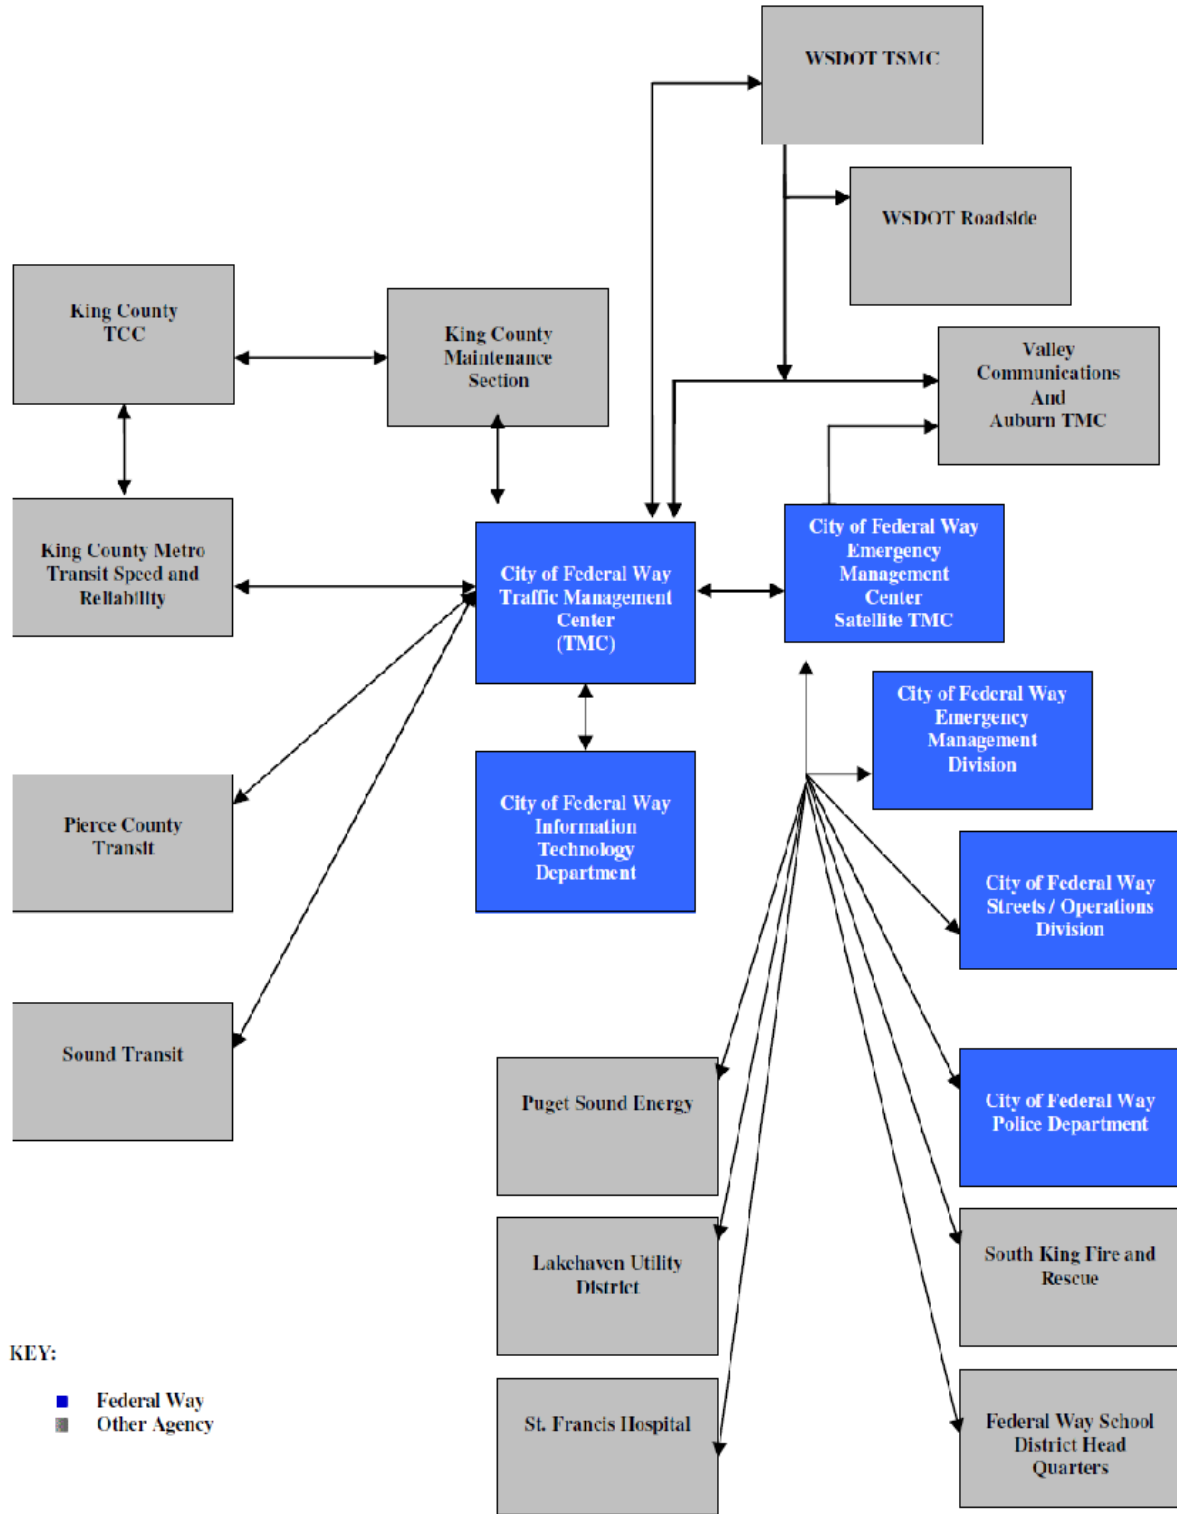 WSDOT TSMC
WSDOT Roadside
King County
TCC
King County
Maintenance
Section
Valley
Communications
And
Auburn TMC
King County Metro
Transit Speed and
Reliability
City of Federal Way
Traffic Management
Center
(TMC)
City of Federal Way
Emergency
Management
Center
Satellite TMC
City of Federal Way
Emergency
Management
Division
Pierce County
Transit
City of Federal Way
Information
Technology
Department
City of Federal Way
Streets / Operations
Division
Sound Transit
Puget Sound Energy
City of Federal Way
Police Department
Lakehaven Utility
District
South King Fire and
Rescue
KEY:
Federal Way
Other Agency
St. Francis Hospital
Federal Way School
District Head
Quarters